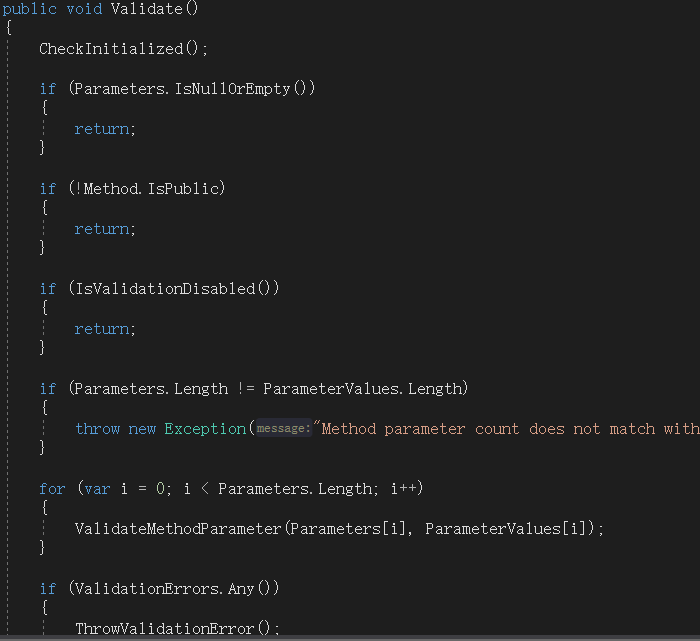 public void Validate()
{
CheckInitialized();
if (Parameters.IsNullOrEmpty())
{
return;
}
if (!Method.IsPublic)
{
return;
}
if (IsValidationDisabled())
{
return;
}
if (Parameters.Length != ParameterValues.Length)
{
throw new Exception(message:"Method parameter count does not match with
}
for (var i = 0; i < Parameters.Length; i++)
{
ValidateMethodParameter(Parameters[i], ParameterValues[i]);
}
if (ValidationErrors.Any())
{
ThrowValidationError();